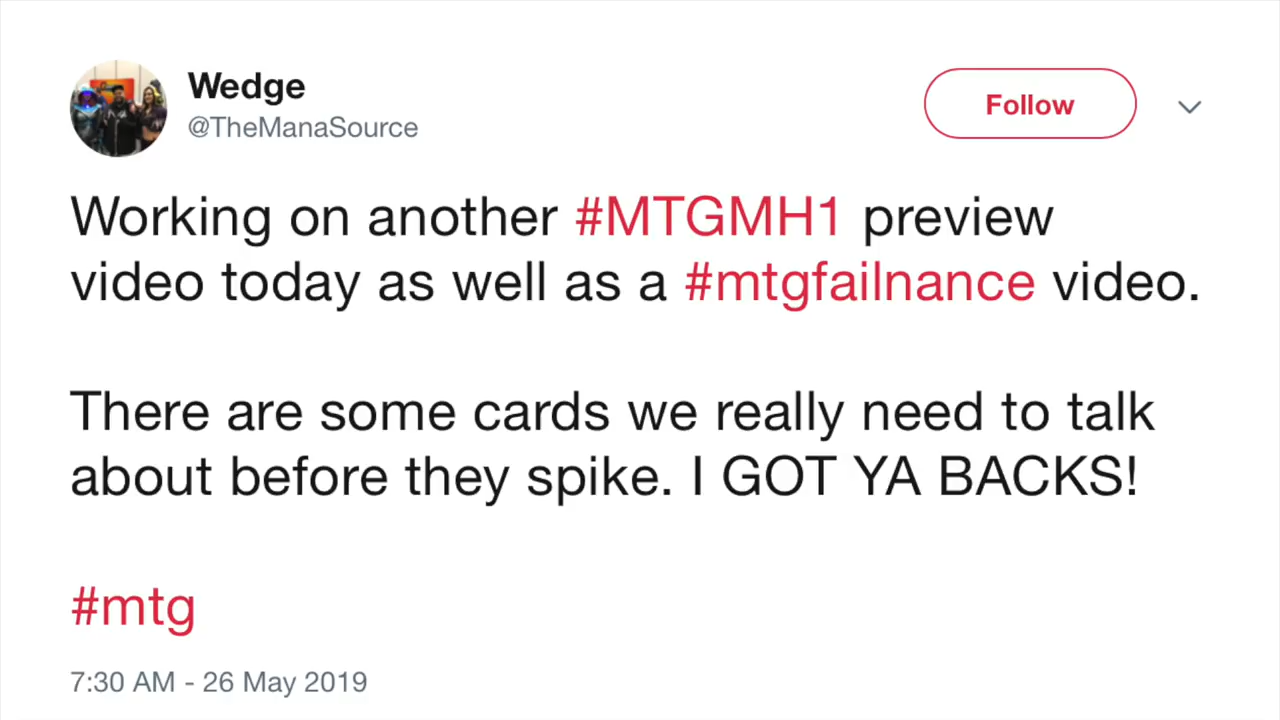 Wedge
@TheManaSource
Follow
Working on another #MTGMH1 preview
video today as well as a #mtgfailnance video.
There are some cards we really need to talk
about before they spike. I GOT YA BACKS!
#mtg
7:30 AM - 26 May 2019